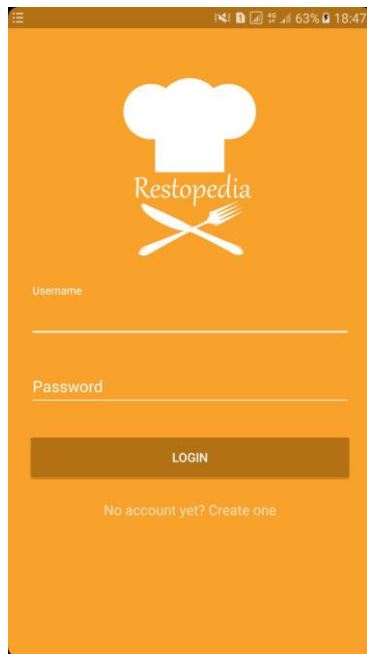 63% 18:47
Restopedia
Username
Password
LOGIN
No account yet? Create one